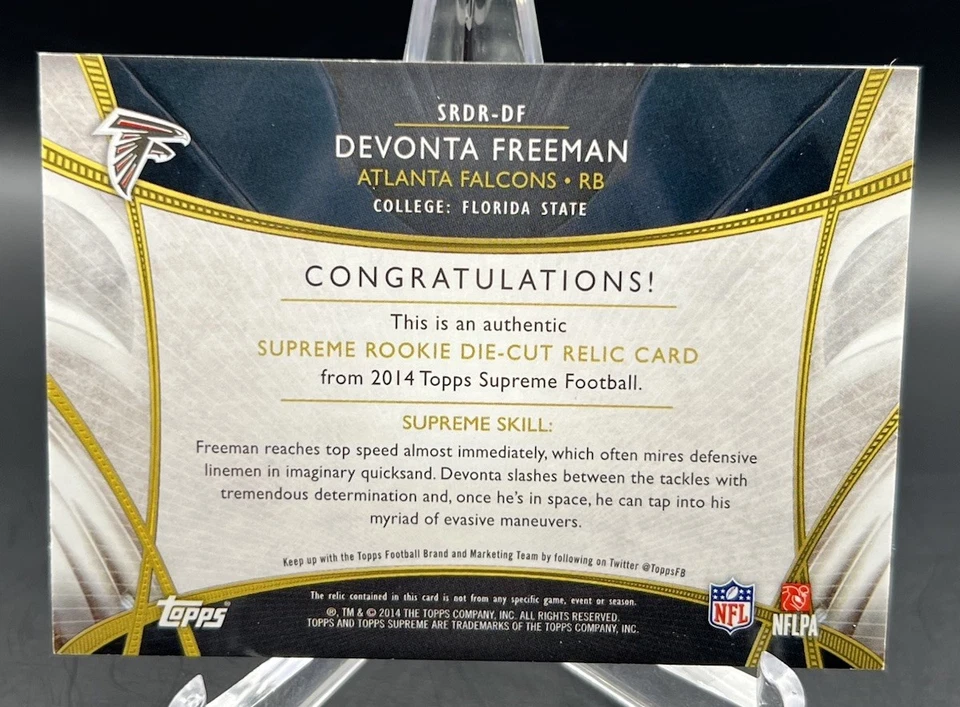 SRDR-DF
DEVONTA FREEMAN
ATLANTA FALCONS • RB
COLLEGE: FLORIDA STATE
CONGRATULATIONS!
This is an authentic
SUPREME ROOKIE DIE-CUT RELIC CARD
from 2014 Topps Supreme Football.
SUPREME SKILL:
Freeman reaches top speed almost immediately, which often mires defensive
linemen in imaginary quicksand. Devonta slashes between the tackles with
tremendous determination and, once he's in space, he can tap into his
myriad of evasive maneuvers.
Keep up with the Topps Football Brand and Marketing Team by following on Twitter @ToppsFB
The relic contained in this card is not from any specific game, event or season.
®, TM & © 2014 THE TOPPS COMPANY, INC. ALL RIGHTS RESERVED.
TOPPS AND TOPPS SUPREME ARE TRADEMARKS OF THE TOPPS COMPANY, INC.
topps
NFL
NFLPA